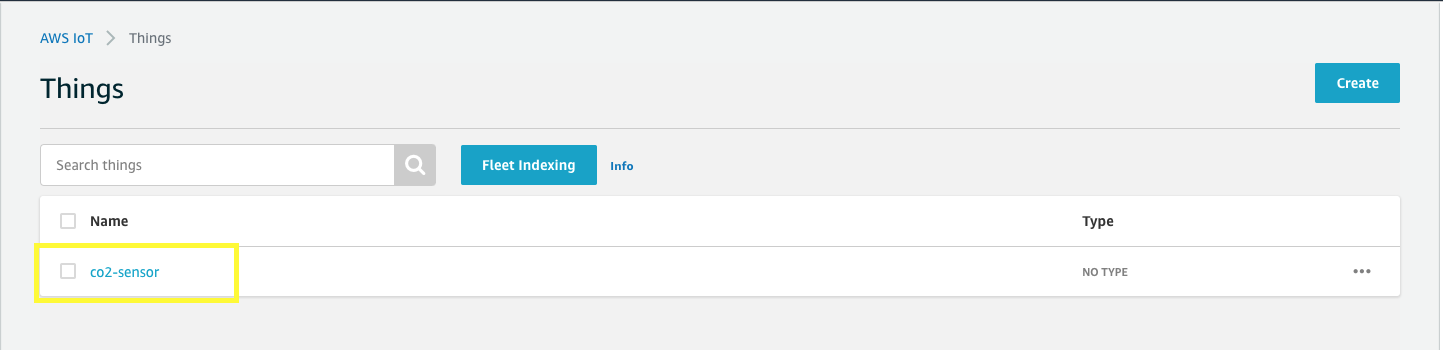 AWS IoT > Things
Things
Create
Search things
Fleet Indexing
Info
Name Type
co2-sensor NO TYPE